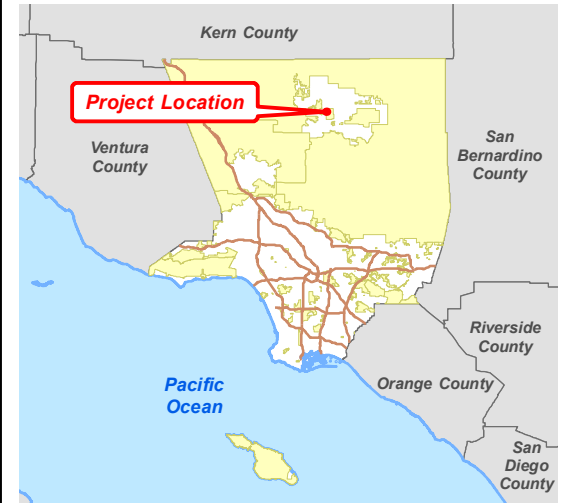 Kern County
Project Location
Ventura
County
San
Bernardino
County
Riverside
County
Orange County
Pacific
Ocean
San
Diego
County